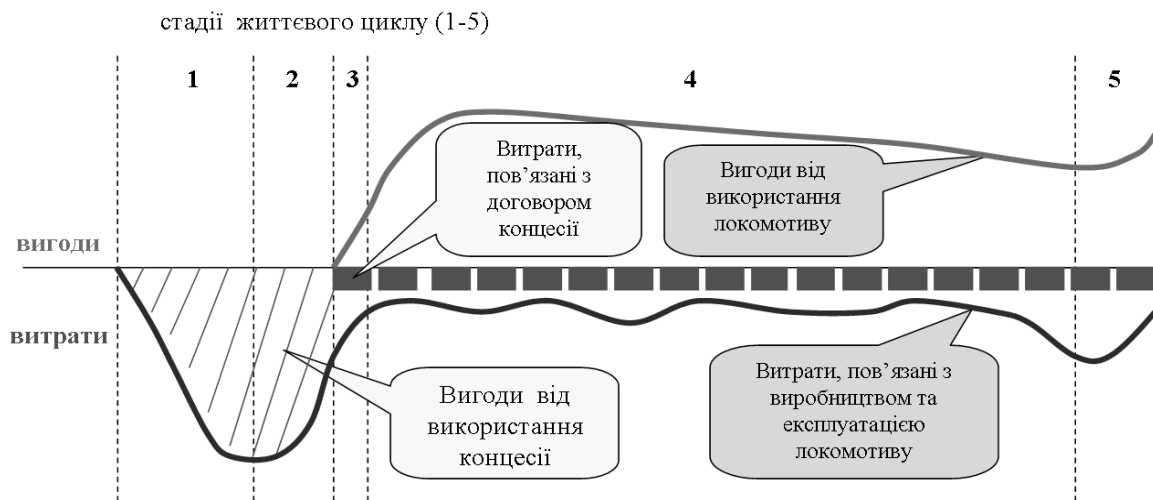 стадії життєвого циклу (1-5)
1 2 3 4 5
Витрати,
пов’язані з
договором
концесії
Вигоди від
використання
локомотиву
вигоди
витрати
Вигоди від
використання
концесії
Витрати, пов’язані з
виробництвом та
експлуатацією
локомотиву